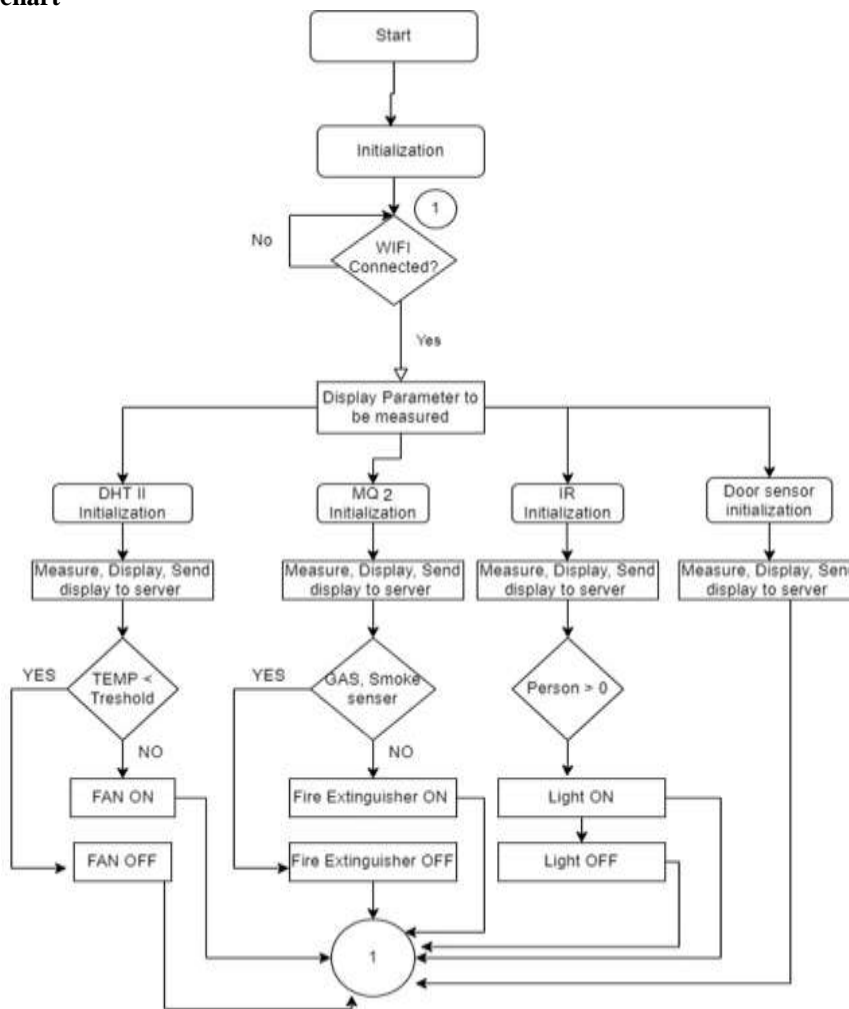 chart
Start
Initialization
1
No
WIFI
Connected?
Yes
Display Parameter to
be measured
DHT II
Initialization
MQ 2
Initialization
IR
Initialization
Door sensor
initialization
Measure, Display, Send
display to server
Measure, Display, Send
display to server
Measure, Display, Send
display to server
Measure, Display, Send
display to server
YES
TEMP <
Treshold
NO
YES
GAS, Smoke
senser
NO
Person > 0
FAN ON
Fire Extinguisher ON
Light ON
FAN OFF
Fire Extinguisher OFF
Light OFF
1